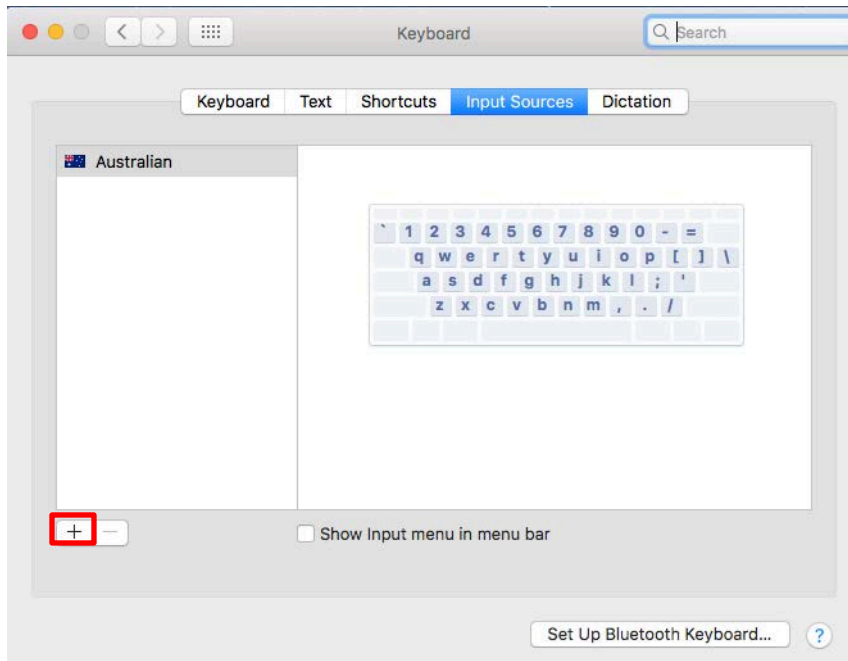 Keyboard
Search
Keyboard Text Shortcuts Input Sources Dictation
Australian
` 1 2 3 4 5 6 7 8 9 0 - =
q w e r t y u i o p [ ] \
a s d f g h j k l ; '
z x c v b n m , . /
+ −
Show Input menu in menu bar
Set Up Bluetooth Keyboard... ?